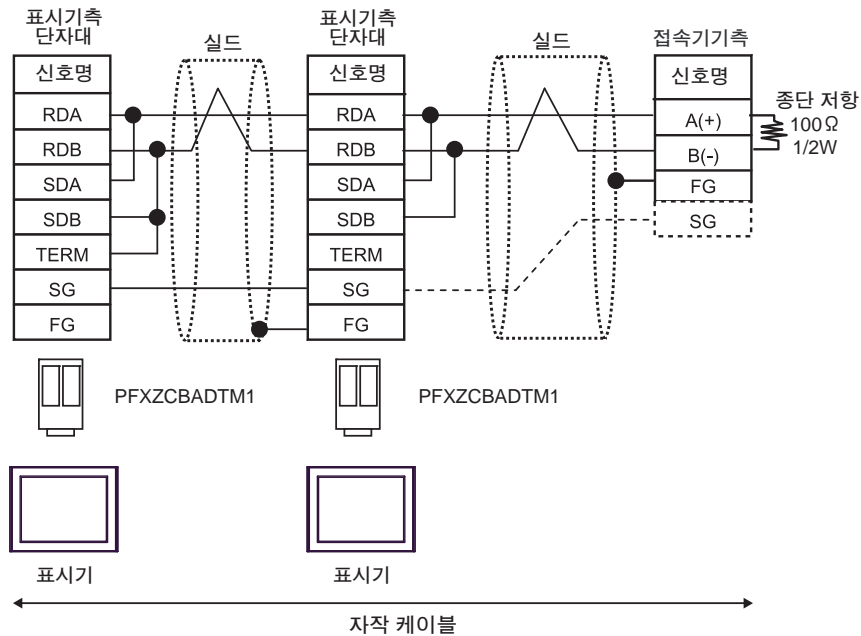 표시기측
단자대
신호명
RDA
RDB
SDA
SDB
TERM
SG
FG
실드
표시기측
단자대
신호명
RDA
RDB
SDA
SDB
TERM
SG
FG
실드
접속기기측
신호명
A(+)
B(-)
FG
SG
종단 저항
100Ω
1/2W
PFXZCBADTM1
PFXZCBADTM1
표시기
표시기
자작 케이블